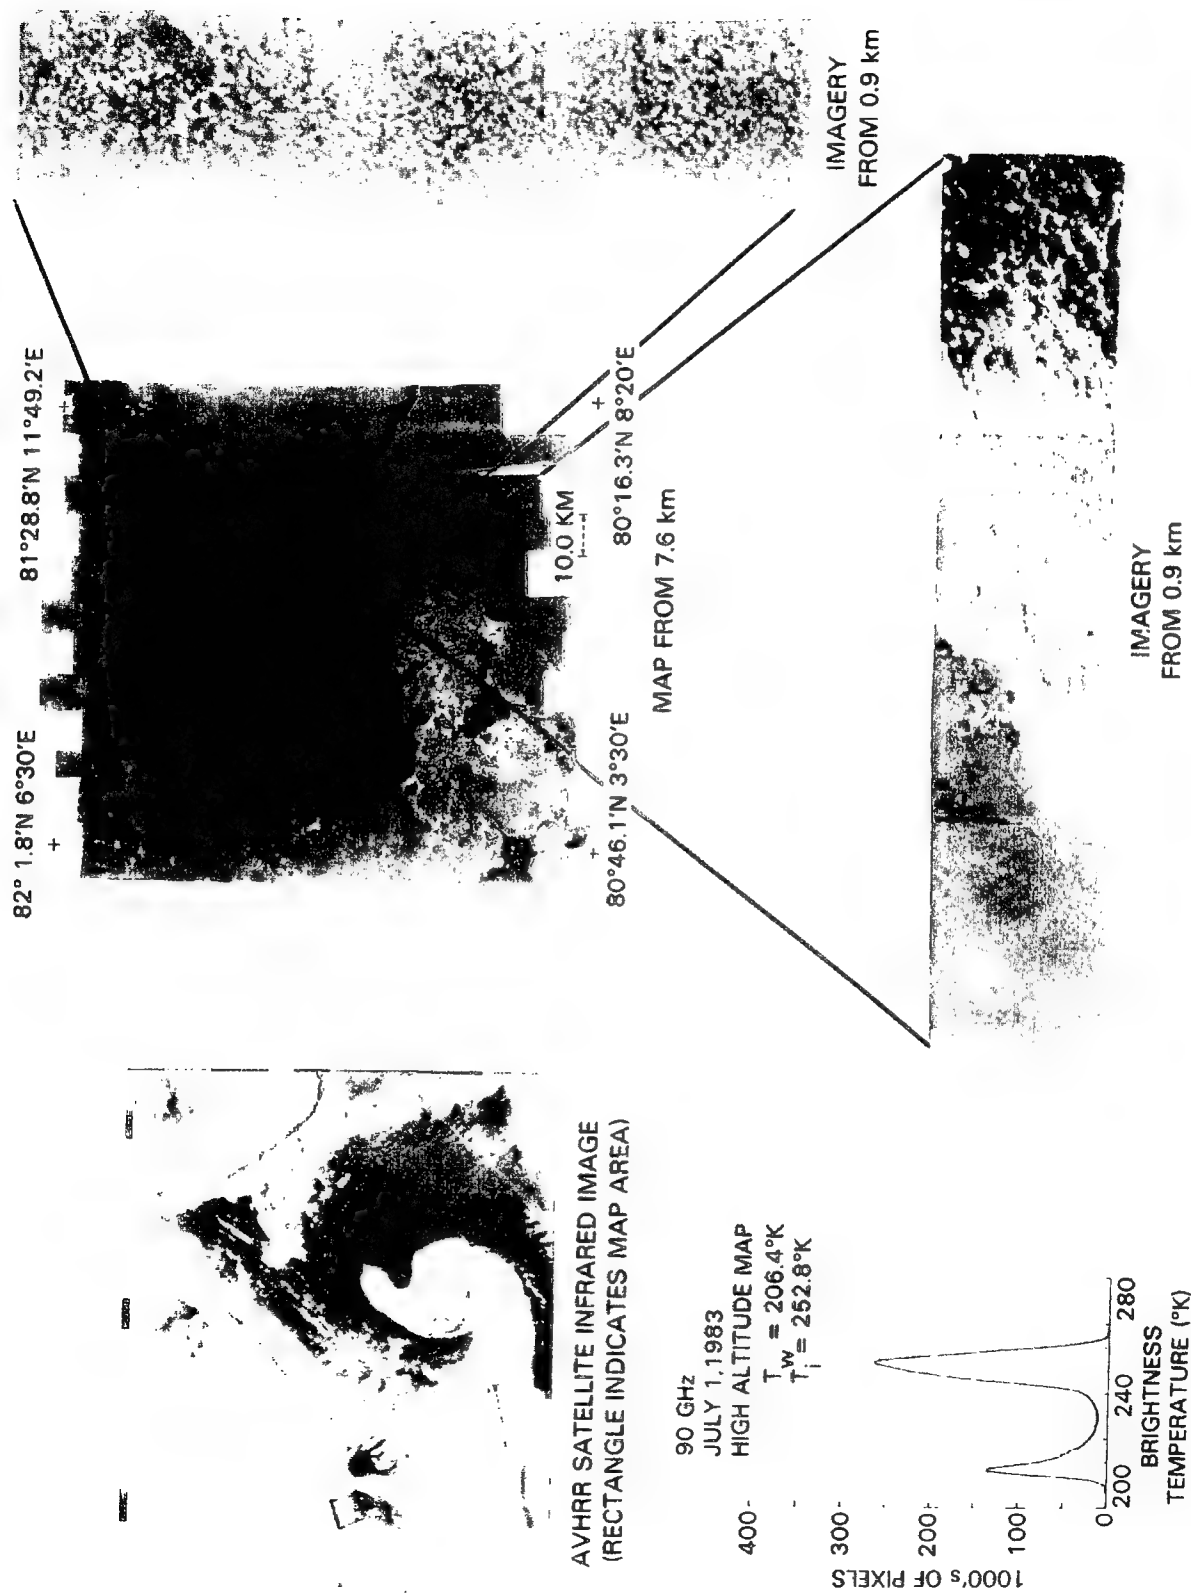 82° 1.8'N 6°30'E
81°28.8'N 11°49.2'E
10.0 KM
80°46.1'N 3°30'E
80°16.3'N 8°20'E
MAP FROM 7.6 km
IMAGERY
FROM 0.9 km
IMAGERY
FROM 0.9 km
AVHRR SATELLITE INFRARED IMAGE
(RECTANGLE INDICATES MAP AREA)
90 GHz
JULY 1, 1983
HIGH ALTITUDE MAP
Tw = 206.4°K
Ti = 252.8°K
1000's OF PIXELS
400
300
200
100
0
200
240
280
BRIGHTNESS
TEMPERATURE (°K)